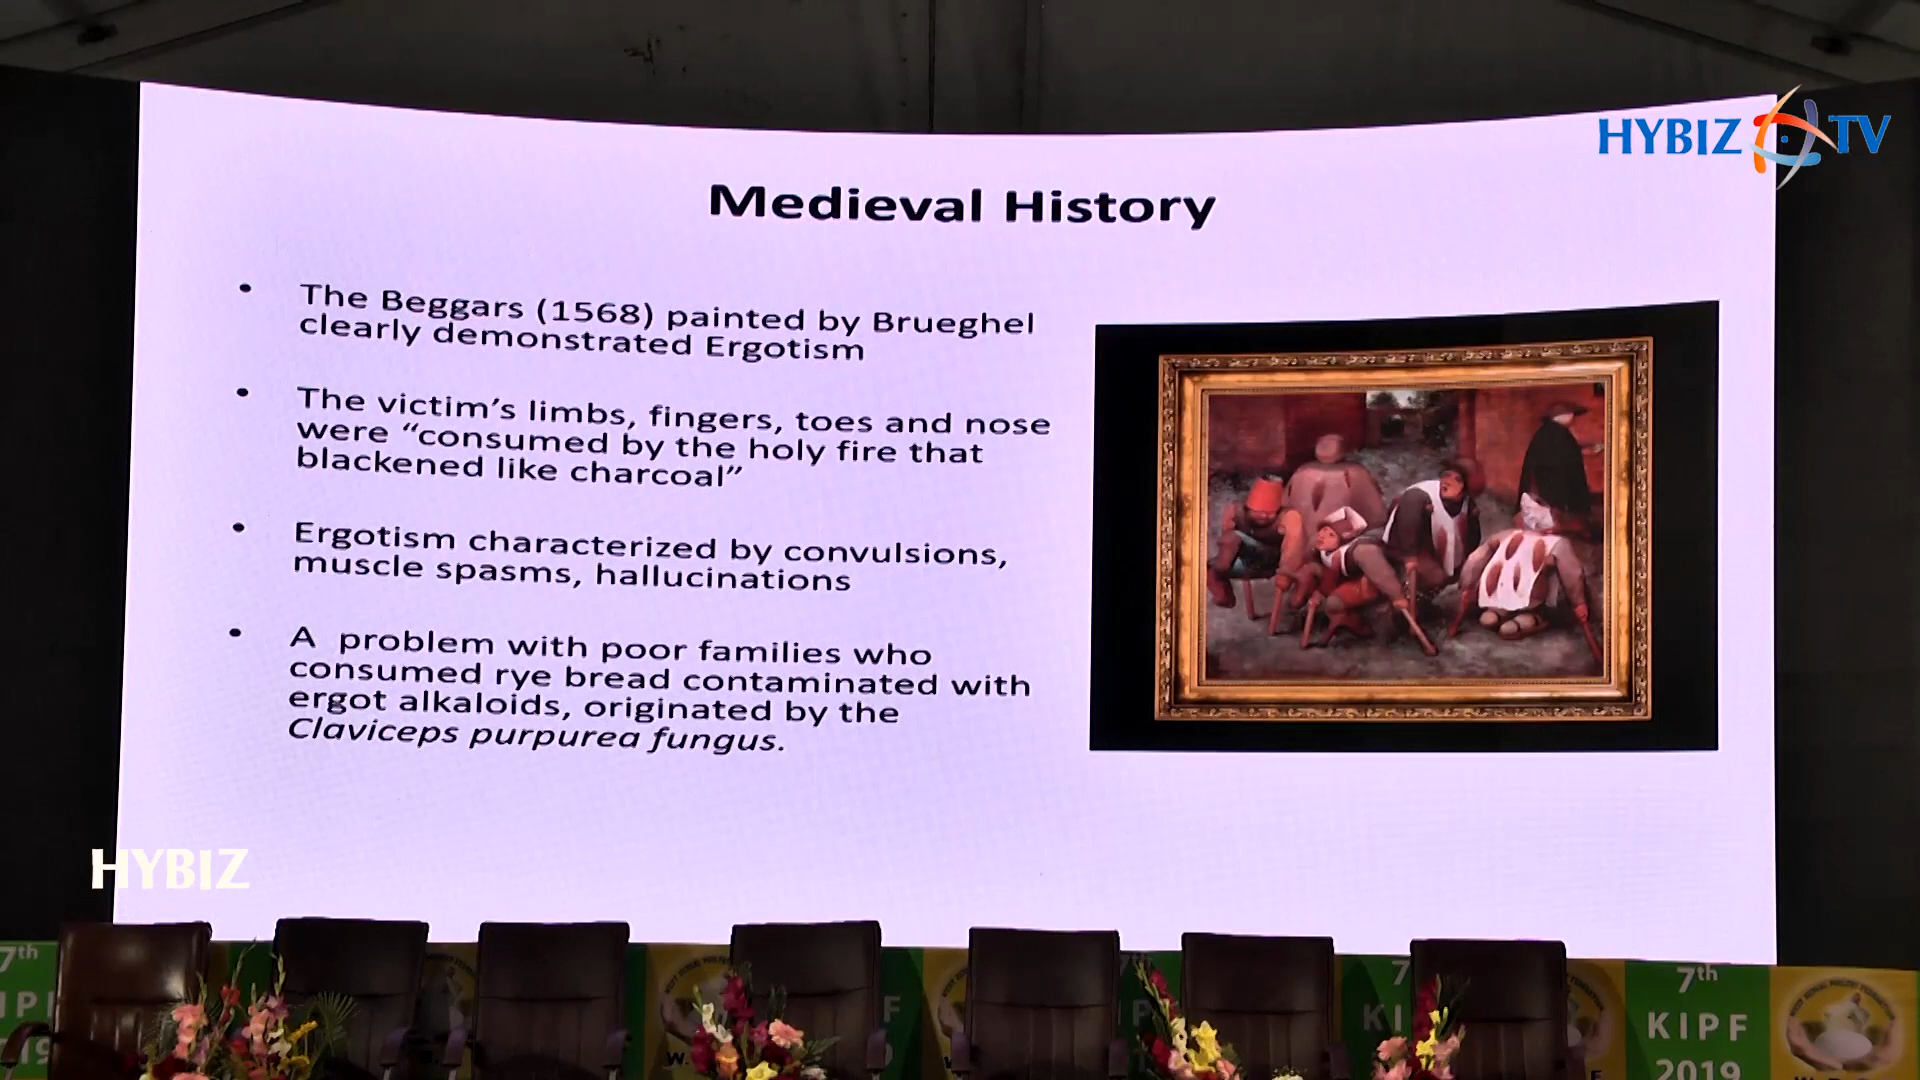 HYBIZ TV
Medieval History
• The Beggars (1568) painted by Brueghel
clearly demonstrated Ergotism
• The victim's limbs, fingers, toes and nose
were “consumed by the holy fire that
blackened like charcoal”
• Ergotism characterized by convulsions,
muscle spasms, hallucinations
• A problem with poor families who
consumed rye bread contaminated with
ergot alkaloids, originated by the
Claviceps purpurea fungus.
HYBIZ
7th
7th
KIPF
2019